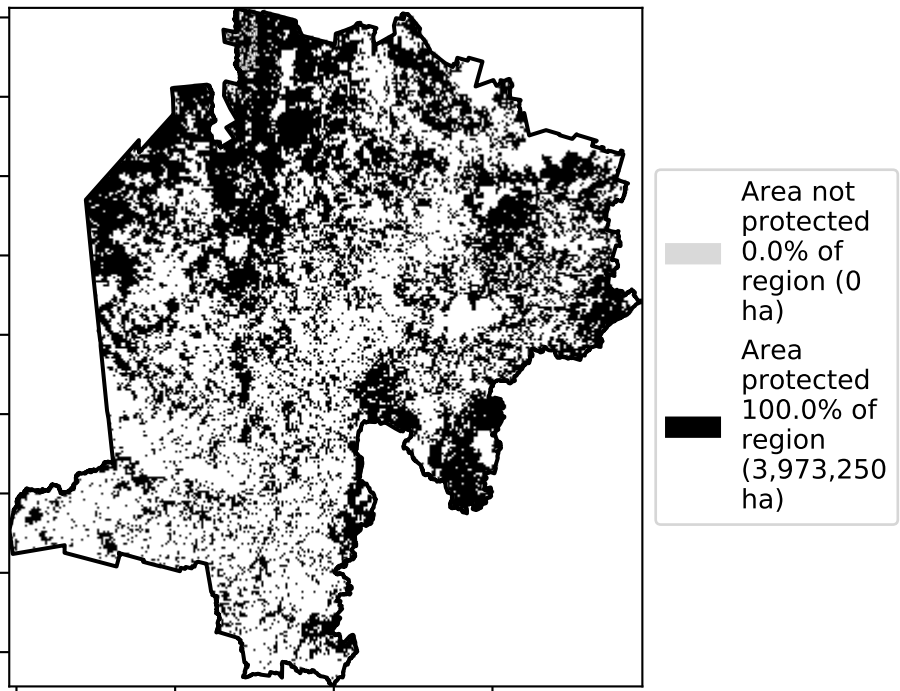 Area not
protected
0.0% of
region (0
ha)
Area
protected
100.0% of
region
(3,973,250
ha)